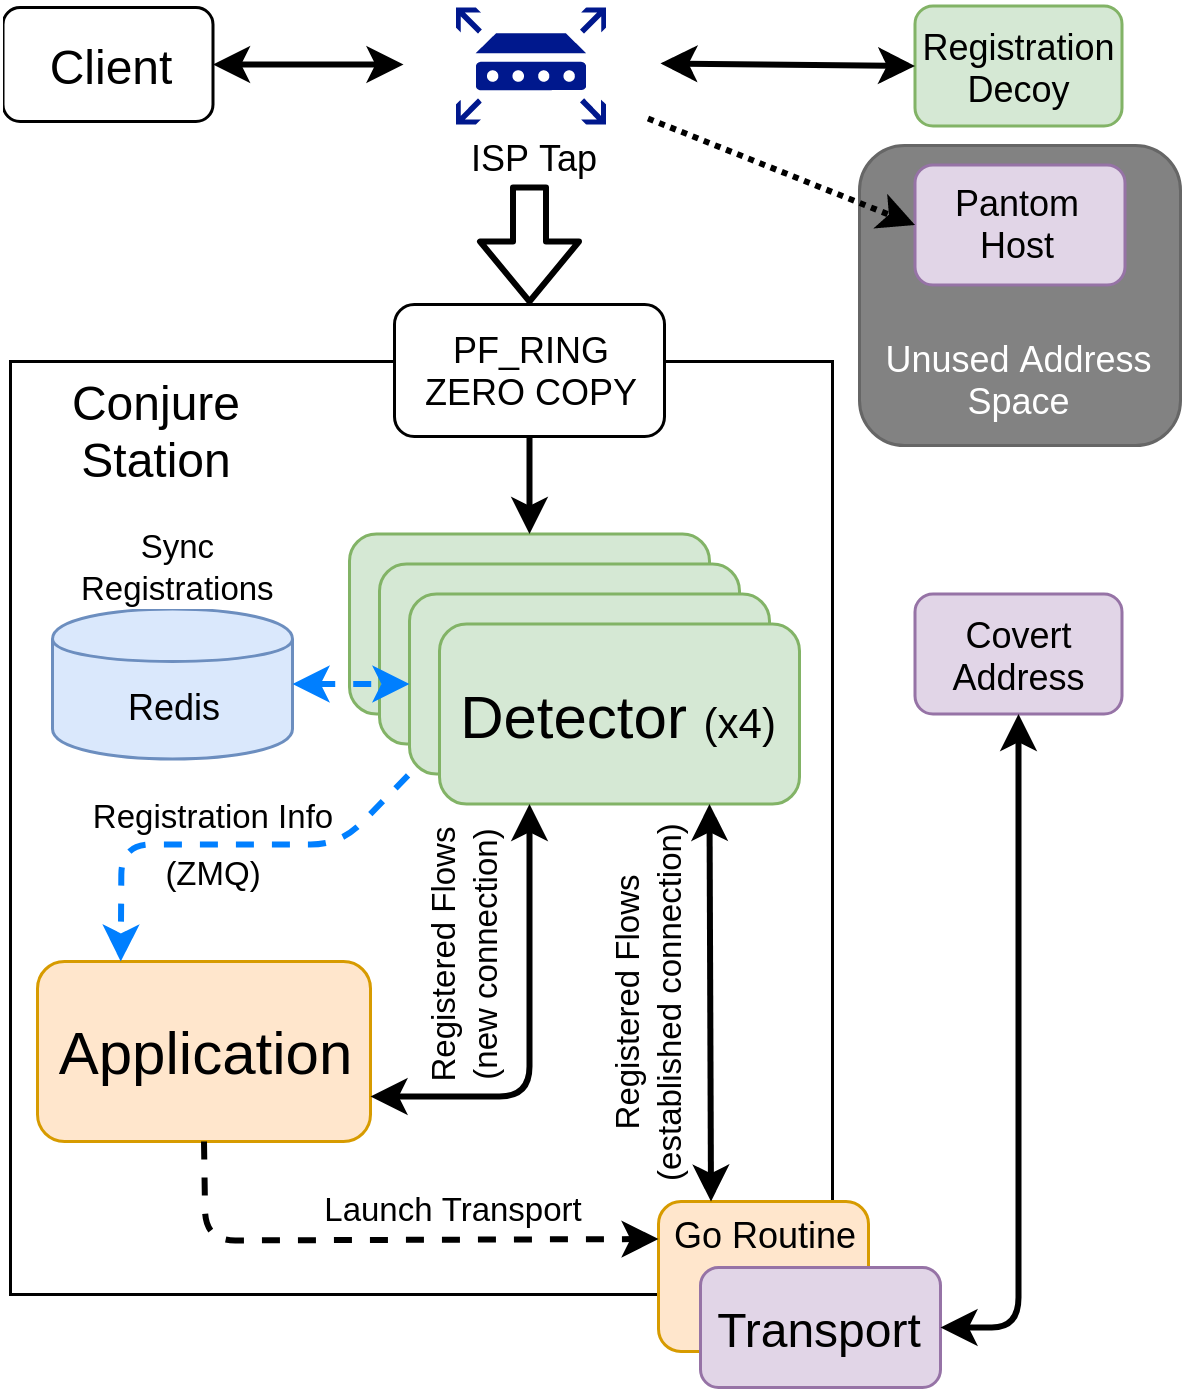 Client
ISP Tap
Registration
Decoy
Pantom
Host
Unused Address
Space
PF_RING
ZERO COPY
Conjure
Station
Sync
Registrations
Redis
Detector (x4)
Covert
Address
Registration Info
(ZMQ)
Registered Flows
(new connection)
Registered Flows
(established connection)
Application
Launch Transport
Go Routine
Transport